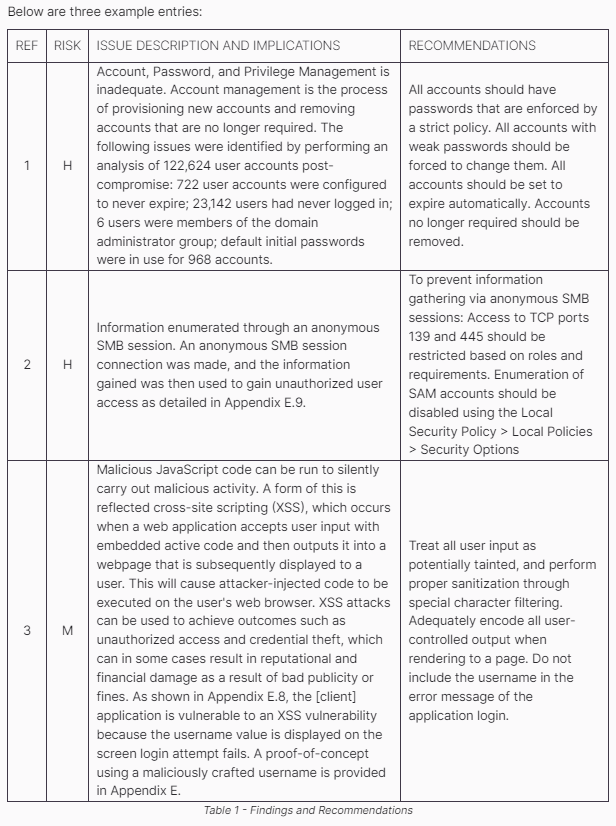 Below are three example entries:
REF RISK ISSUE DESCRIPTION AND IMPLICATIONS RECOMMENDATIONS
1
H
Account, Password, and Privilege Management is
inadequate. Account management is the process
of provisioning new accounts and removing
accounts that are no longer required. The
following issues were identified by performing an
analysis of 122,624 user accounts post-
compromise: 722 user accounts were configured
to never expire; 23,142 users had never logged in;
6 users were members of the domain
administrator group; default initial passwords
were in use for 968 accounts.
All accounts should have
passwords that are enforced by
a strict policy. All accounts with
weak passwords should be
forced to change them. All
accounts should be set to
expire automatically. Accounts
no longer required should be
removed.
2
H
Information enumerated through an anonymous
SMB session. An anonymous SMB session
connection was made, and the information
gained was then used to gain unauthorized user
access as detailed in Appendix E.9.
To prevent information
gathering via anonymous SMB
sessions: Access to TCP ports
139 and 445 should be
restricted based on roles and
requirements. Enumeration of
SAM accounts should be
disabled using the Local
Security Policy > Local Policies
> Security Options
3
M
Malicious JavaScript code can be run to silently
carry out malicious activity. A form of this is
reflected cross-site scripting (XSS), which occurs
when a web application accepts user input with
embedded active code and then outputs it into a
webpage that is subsequently displayed to a
user. This will cause attacker-injected code to be
executed on the user's web browser. XSS attacks
can be used to achieve outcomes such as
unauthorized access and credential theft, which
can in some cases result in reputational and
financial damage as a result of bad publicity or
fines. As shown in Appendix E.8, the [client]
application is vulnerable to an XSS vulnerability
because the username value is displayed on the
screen login attempt fails. A proof-of-concept
using a maliciously crafted username is provided
in Appendix E.
Treat all user input as
potentially tainted, and perform
proper sanitization through
special character filtering.
Adequately encode all user-
controlled output when
rendering to a page. Do not
include the username in the
error message of the
application login.
Table 1 - Findings and Recommendations